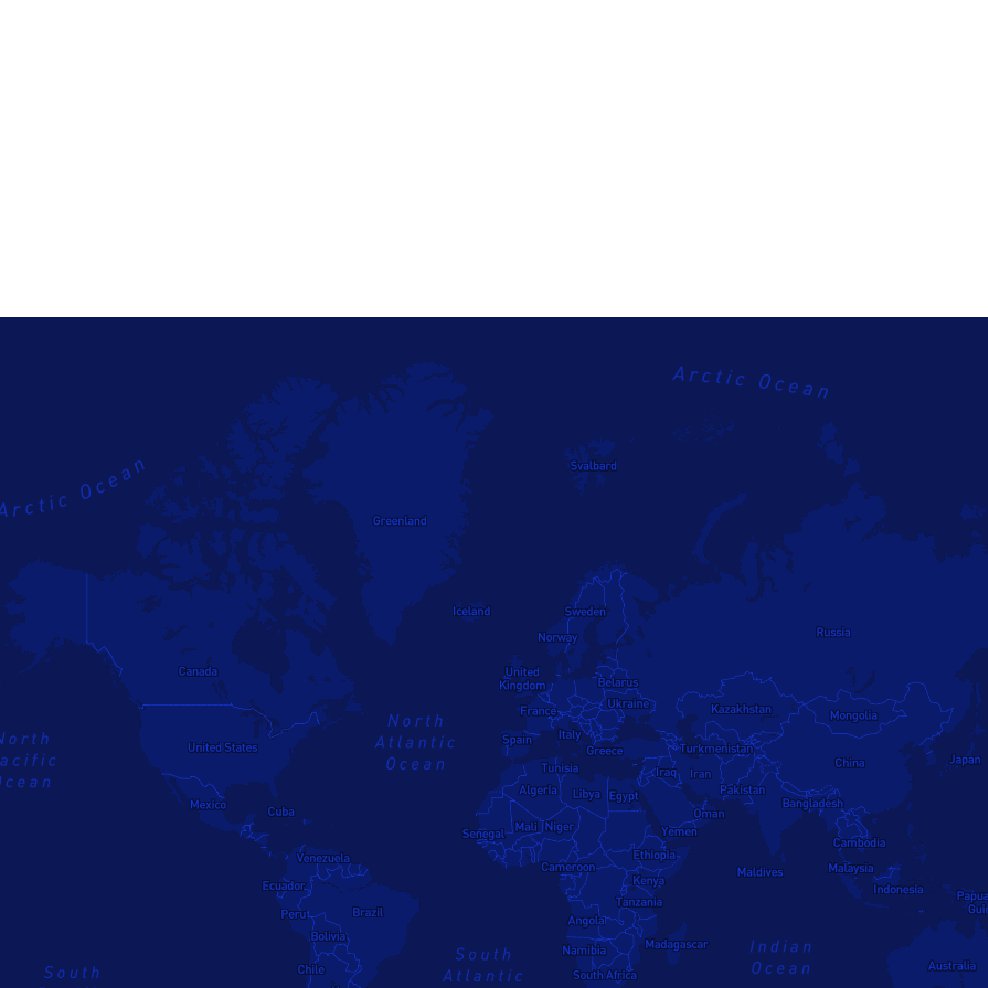 Arctic Ocean
Svalbard
Arctic Ocean
Greenland
Iceland
Sweden
Russia
Norway
Canada
United
Kingdom
Belarus
Ukraine
Kazakhstan
France
Mongolia
North
Atlantic
Ocean
Italy
Spain
United States
Greece
Turkmenistan
North
acific
cean
China
Japan
Tunisia
Iraq
Iran
Algeria
Libya
Egypt
Pakistan
Mexico
Bangladesh
Cuba
Oman
Mali
Niger
Senegal
Yemen
Cambodia
Venezuela
Ethiopia
Cameroon
Malaysia
Maldives
Kenya
Ecuador
Indonesia
Papua
Gui
Tanzania
Brazil
Peru
Angola
Bolivia
Madagascar
Indian
Ocean
Namibia
South
Atlantic
Chile
South
South Africa
Australia